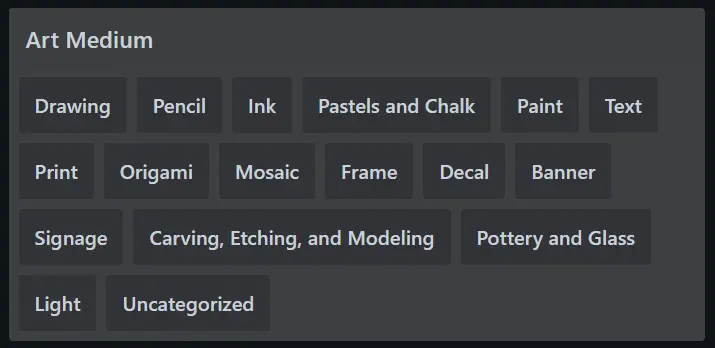 Art Medium
Drawing Pencil Ink Pastels and Chalk Paint Text
Print Origami Mosaic Frame Decal Banner
Signage Carving, Etching, and Modeling Pottery and Glass
Light Uncategorized